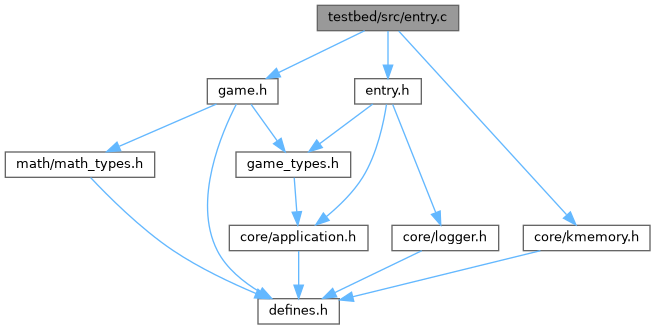 testbed/src/entry.c
game.h
entry.h
math/math_types.h
game_types.h
core/application.h
core/logger.h
core/kmemory.h
defines.h